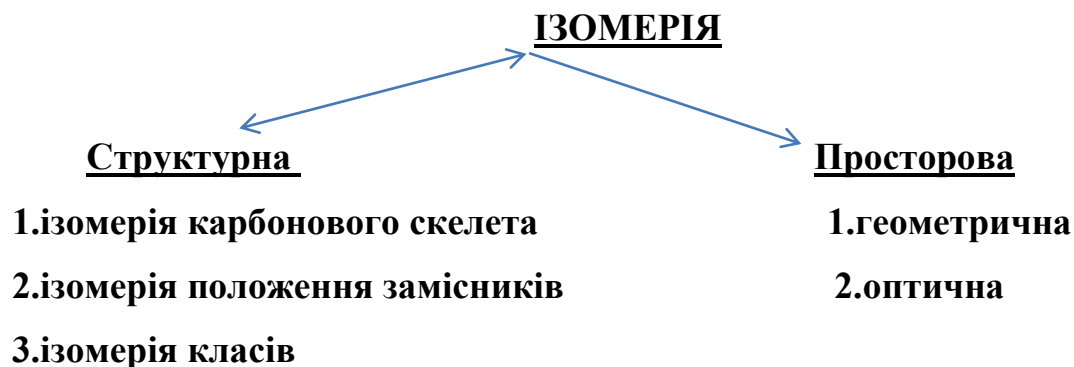 ІЗОМЕРІЯ
Структурна Просторова
1.ізомерія карбонового скелета 1.геометрична
2.ізомерія положення замісників 2.оптична
3.ізомерія класів